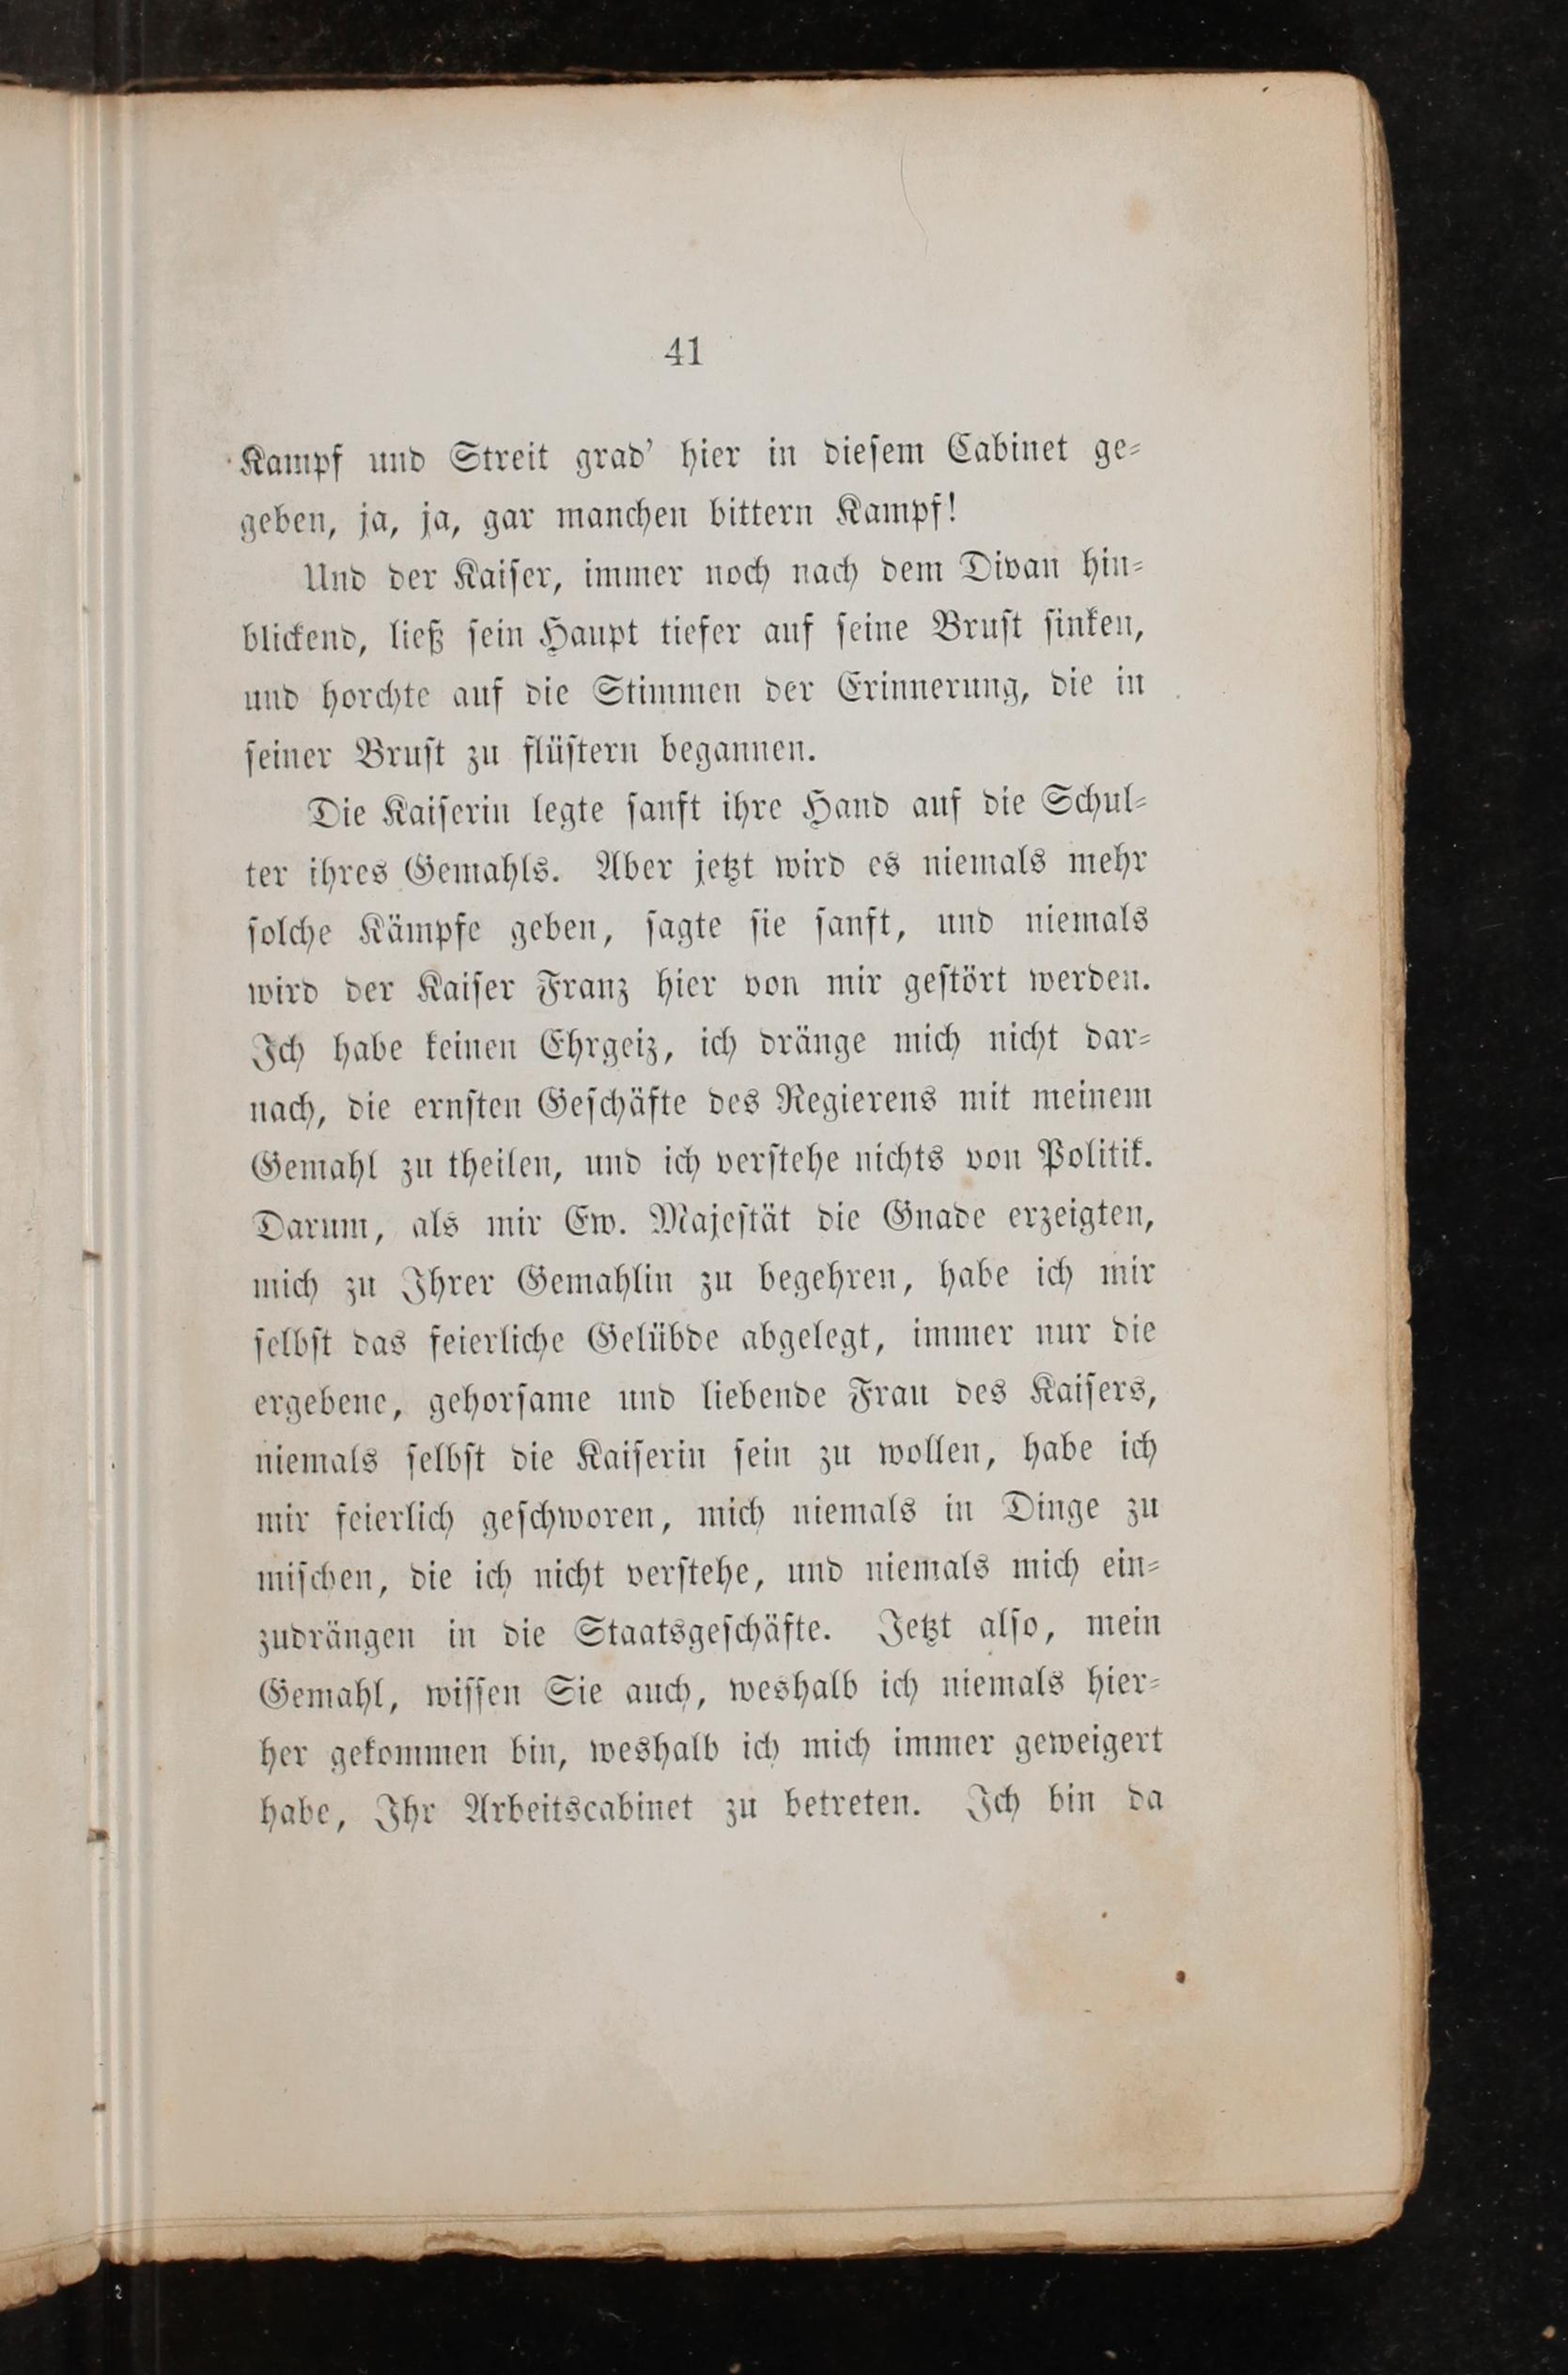 41
Kampf und Streit grad’ hier in dieſem Cabinet ge⸗
geben, ja, ja, gar manchen bittern Kampf!
Und der Kaiſer, immer noch nach dem Divan hin⸗
blickend, ließ ſein Haupt tiefer auf ſeine Bruſt ſinken,
und horchte auf die Stimmen der Erinnerung, die in
ſeiner Bruſt zu flüſtern begannen.
Die Kaiſerin legte ſanft ihre Hand auf die Schul⸗
ter ihres Gemahls. Aber jetzt wird es niemals mehr
ſolche Kämpfe geben, ſagte ſie ſanft, und niemals
wird der Kaiſer Franz hier von mir geſtört werden.
Ich habe keinen Ehrgeiz, ich dränge mich nicht dar⸗
nach, die ernſten Geſchäfte des Regierens mit meinem
Gemahl zu theilen, und ich verſtehe nichts von Politik.
Darum, als mir Ew. Majeſtät die Gnade erzeigten,
mich zu Ihrer Gemahlin zu begehren, habe ich mir
ſelbſt das feierliche Gelübde abgelegt, immer nur die
ergebene, gehorſame und liebende Frau des Kaiſers,
niemals ſelbſt die Kaiſerin ſein zu wollen, habe ich
mir feierlich geſchworen, mich niemals in Dinge zu
miſchen, die ich nicht verſtehe, und niemals mich ein⸗
zudrängen in die Staatsgeſchäfte. Jetzt alſo, mein
Gemahl, wiſſen Sie auch, weshalb ich niemals hier⸗
her gekommen bin, weshalb ich mich immer geweigert
habe, Ihr Arbeitscabinet zu betreten. Ich bin da